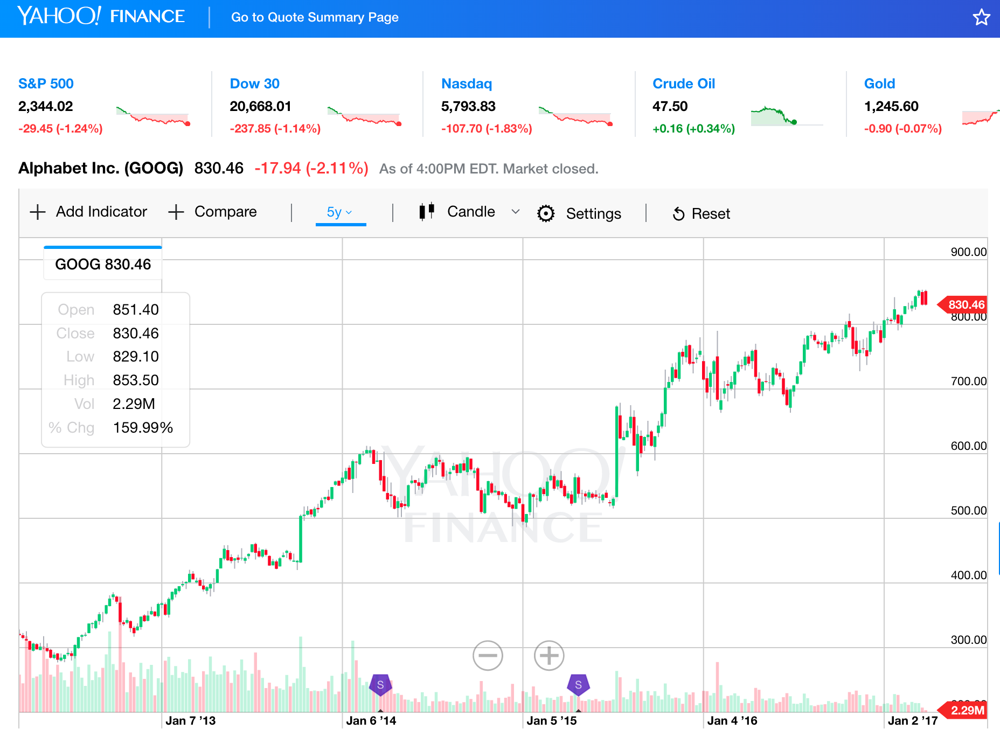 YAHOO! FINANCE Go to Quote Summary Page
S&P 500
2,344.02
-29.45 (-1.24%)
Dow 30
20,668.01
-237.85 (-1.14%)
Nasdaq
5,793.83
-107.70 (-1.83%)
Crude Oil
47.50
+0.16 (+0.34%)
Gold
1,245.60
-0.90 (-0.07%)
Alphabet Inc. (GOOG) 830.46 -17.94 (-2.11%) As of 4:00PM EDT. Market closed.
Add Indicator Compare 5y Candle Settings Reset
GOOG 830.46
Open 851.40
Close 830.46
Low 829.10
High 853.50
Vol 2.29M
% Chg 159.99%
900.00
830.46
800.00
700.00
600.00
500.00
400.00
300.00
2.29M
YAHOO!
FINANCE
S S
Jan 7 ’13 Jan 6 ’14 Jan 5 ’15 Jan 4 ’16 Jan 2 ’17